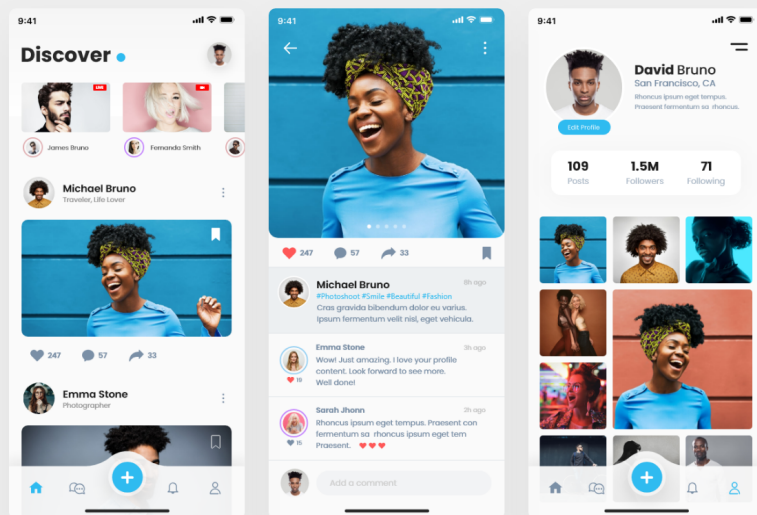 9:41
Discover
LIVE
James Bruno
Fernanda Smith
Michael Bruno
Traveler, Life Lover
247
57
33
Emma Stone
Photographer
9:41
247
57
33
Michael Bruno
8h ago
#Photoshoot #Smile #Beautiful #Fashion
Cras gravida bibendum dolor eu varius.
Ipsum fermentum velit nisl, eget vehicula.
Emma Stone
3h ago
Wow! Just amazing. I love your profile
content. Look forward to see more.
Well done!
19
Sarah Jhonn
2h ago
Rhoncus ipsum eget tempus. Praesent con
fermentum sa rhoncus ipsum eget tem
Praesent.
15
Add a comment
9:41
David Bruno
San Francisco, CA
Rhoncus ipsum eget tempus.
Praesent fermentum sa rhoncus.
Edit Profile
109
1.5M
71
Posts
Followers
Following